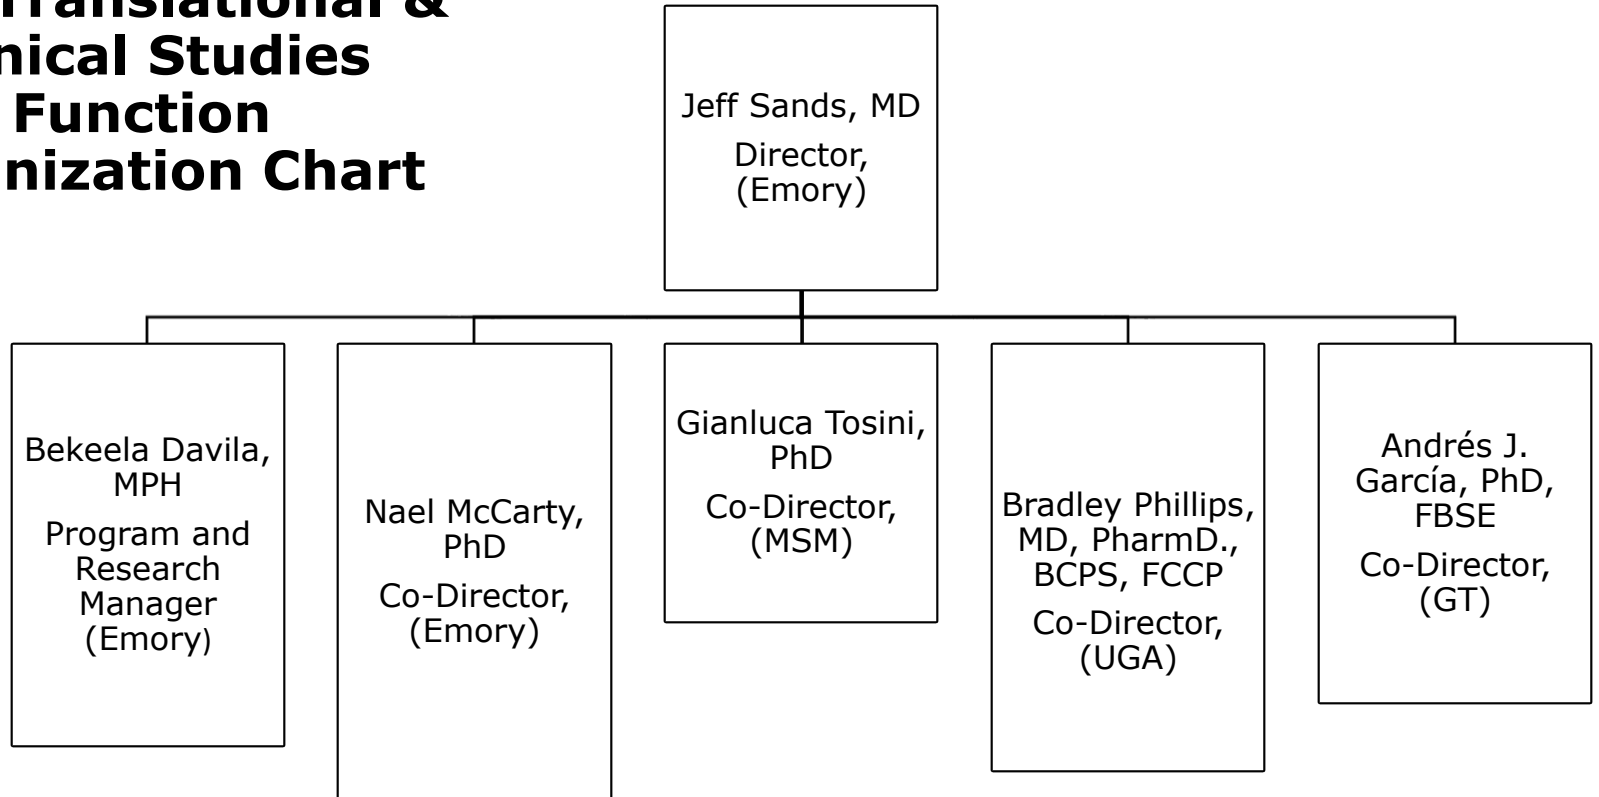 Translational &
nical Studies
Function
nization Chart
Jeff Sands, MD
Director,
(Emory)
Bekeela Davila,
MPH
Program and
Research
Manager
(Emory)
Nael McCarty,
PhD
Co-Director,
(Emory)
Gianluca Tosini,
PhD
Co-Director,
(MSM)
Bradley Phillips,
MD, PharmD.,
BCPS, FCCP
Co-Director,
(UGA)
Andrés J.
García, PhD,
FBSE
Co-Director,
(GT)